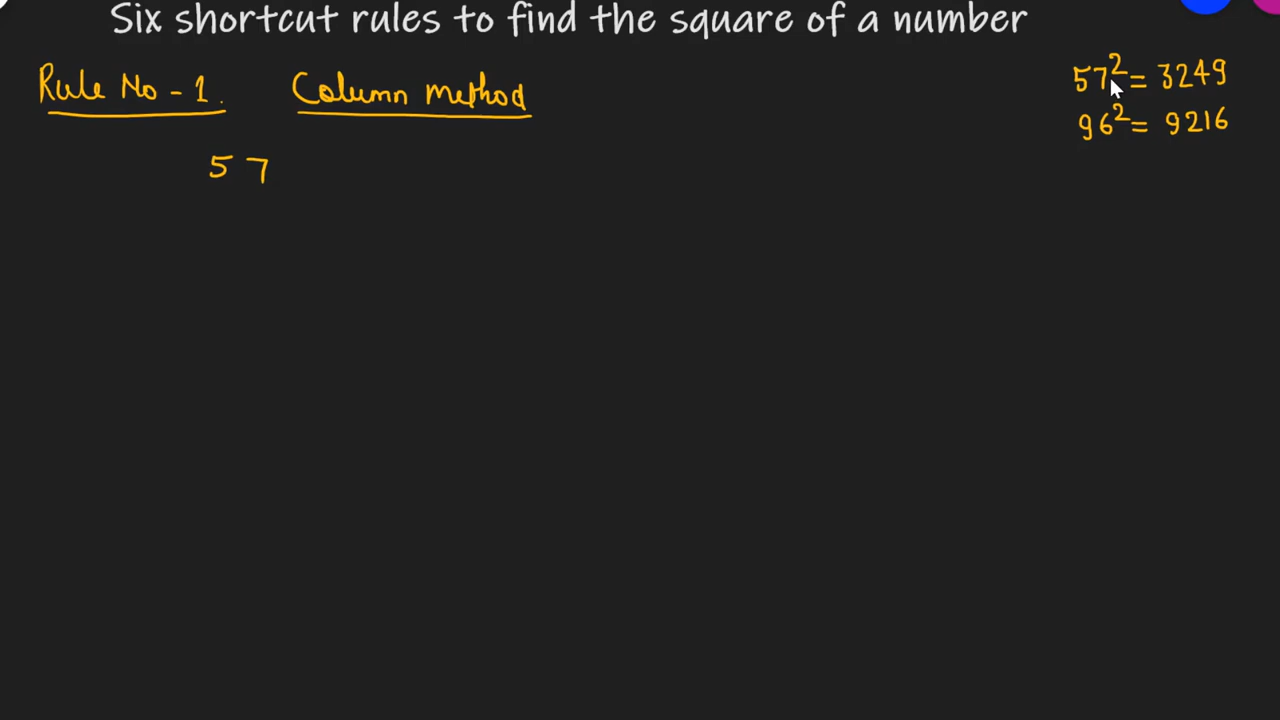 Six shortcut rules to find the square of a number
Rule No - 1. Column method
57² = 3249
96² = 9216
5 7